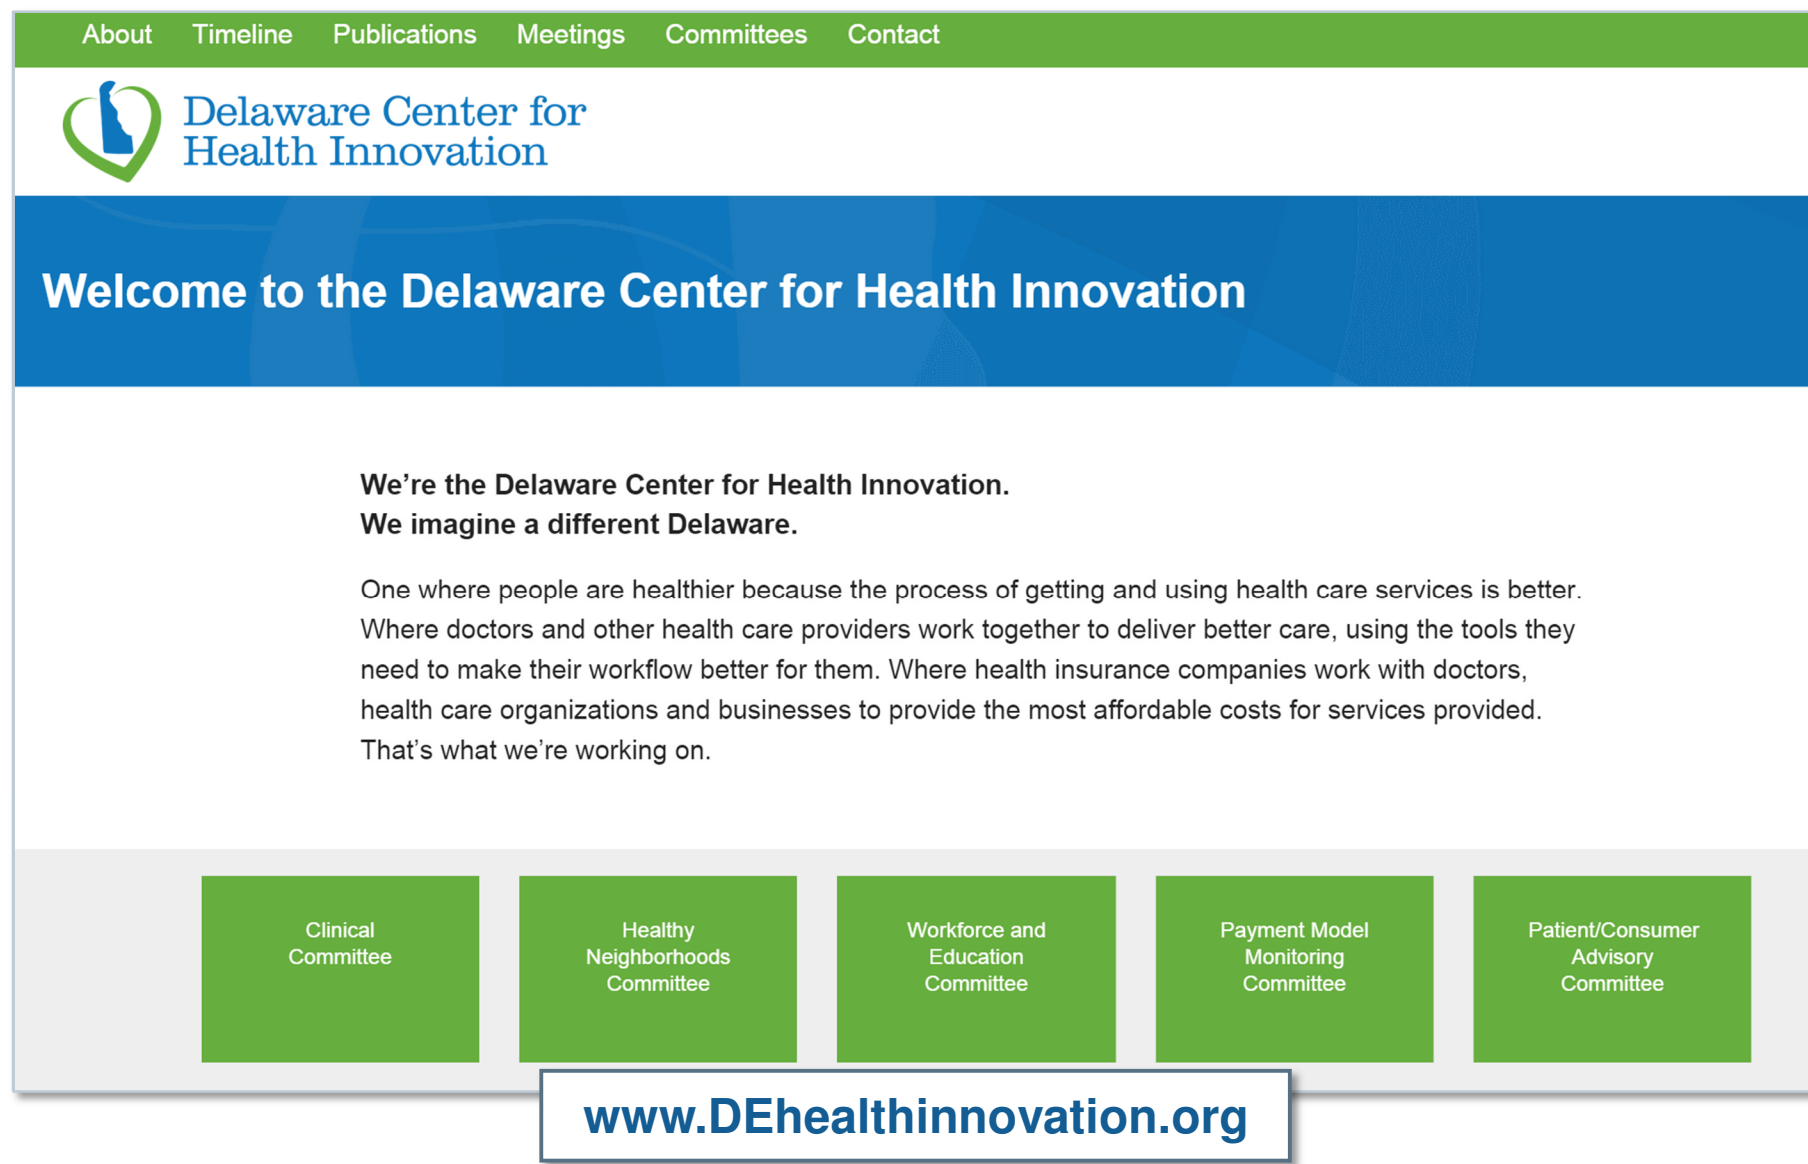 About Timeline Publications Meetings Committees Contact
Delaware Center for
Health Innovation
Welcome to the Delaware Center for Health Innovation
We’re the Delaware Center for Health Innovation.
We imagine a different Delaware.
One where people are healthier because the process of getting and using health care services is better.
Where doctors and other health care providers work together to deliver better care, using the tools they
need to make their workflow better for them. Where health insurance companies work with doctors,
health care organizations and businesses to provide the most affordable costs for services provided.
That’s what we’re working on.
Clinical
Committee
Healthy
Neighborhoods
Committee
Workforce and
Education
Committee
Payment Model
Monitoring
Committee
Patient/Consumer
Advisory
Committee
www.DEhealthinnovation.org